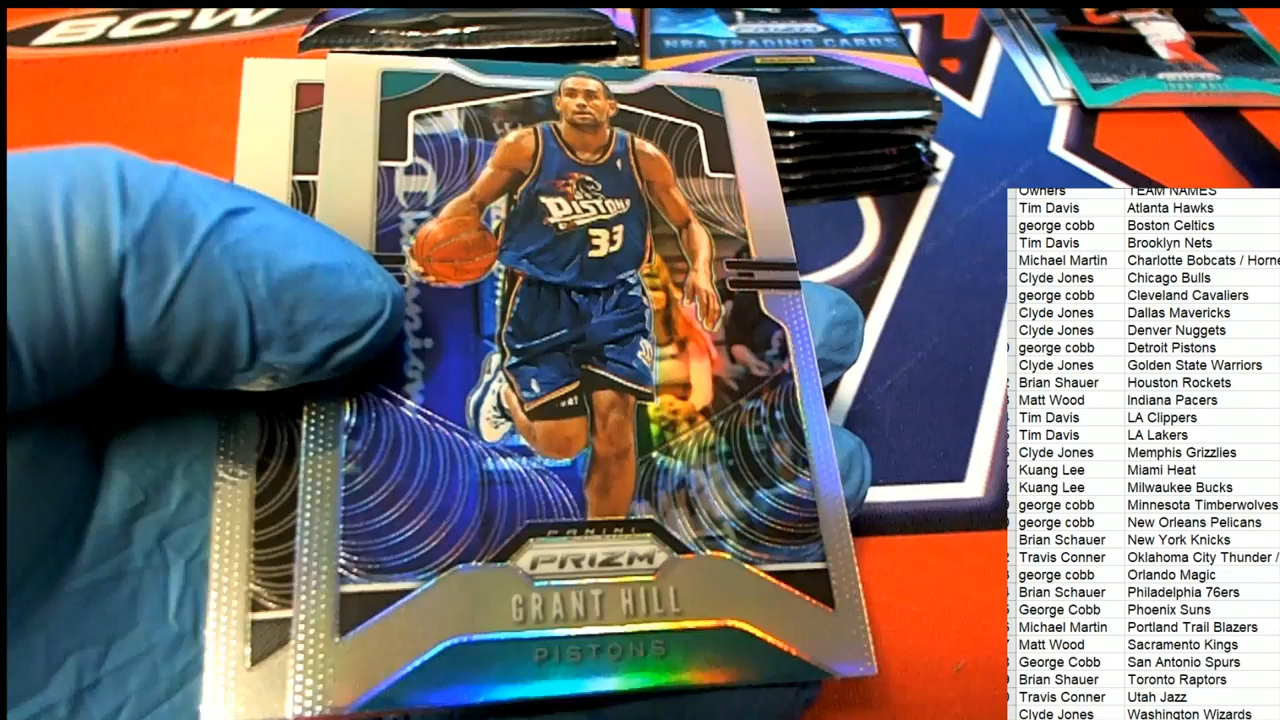 BCW
PRIZM
NBA TRADING CARDS
Champion
PISTONS
33
PANINI
PRIZM
GRANT HILL
PISTONS
Owners TEAM NAMES
Tim Davis Atlanta Hawks
george cobb Boston Celtics
Tim Davis Brooklyn Nets
Michael Martin Charlotte Bobcats / Horne
Clyde Jones Chicago Bulls
george cobb Cleveland Cavaliers
Clyde Jones Dallas Mavericks
Clyde Jones Denver Nuggets
george cobb Detroit Pistons
Clyde Jones Golden State Warriors
Brian Shauer Houston Rockets
Matt Wood Indiana Pacers
Tim Davis LA Clippers
Tim Davis LA Lakers
Clyde Jones Memphis Grizzlies
Kuang Lee Miami Heat
Kuang Lee Milwaukee Bucks
george cobb Minnesota Timberwolves
george cobb New Orleans Pelicans
Brian Schauer New York Knicks
Travis Conner Oklahoma City Thunder /
george cobb Orlando Magic
Brian Schauer Philadelphia 76ers
George Cobb Phoenix Suns
Michael Martin Portland Trail Blazers
Matt Wood Sacramento Kings
George Cobb San Antonio Spurs
Brian Shauer Toronto Raptors
Travis Conner Utah Jazz
Clyde Jones Washington Wizards